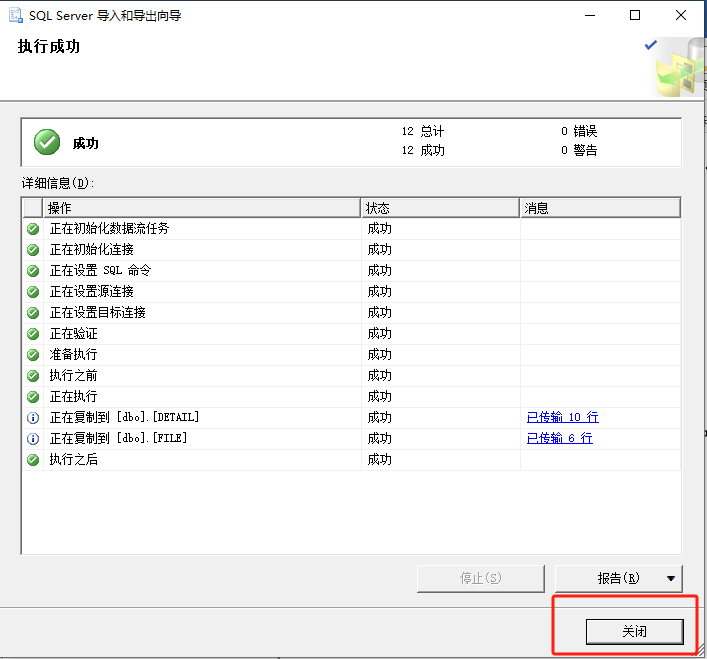 SQL Server 导入和导出向导
执行成功
成功
12 总计
0 错误
12 成功
0 警告
详细信息(D):
操作 状态 消息
正在初始化数据流任务 成功
正在初始化连接 成功
正在设置 SQL 命令 成功
正在设置源连接 成功
正在设置目标连接 成功
正在验证 成功
准备执行 成功
执行之前 成功
正在执行 成功
正在复制到 [dbo].[DETAIL] 成功 已传输 10 行
正在复制到 [dbo].[FILE] 成功 已传输 6 行
执行之后 成功
停止(S) 报告(R)
关闭